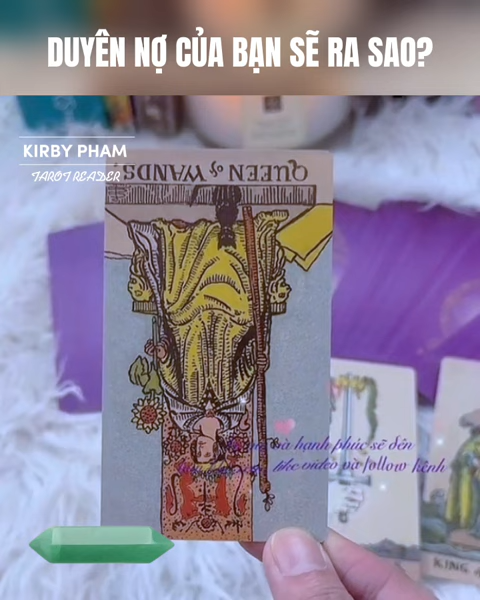 DUYÊN NỢ CỦA BẠN SẼ RA SAO?
KIRBY PHAM
TAROT READER
QUEEN of WANDS.
và hạnh phúc sẽ đến
like video và follow kênh
KING